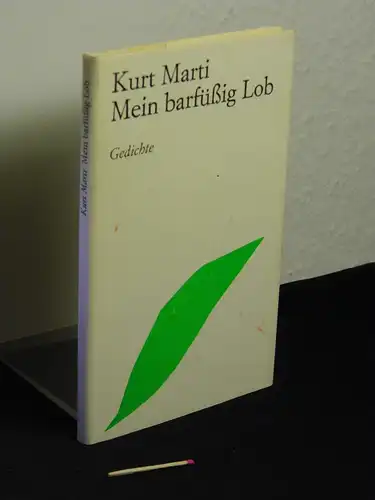 Kurt Marti
Mein barfüßig Lob
Gedichte
Kurt Marti Mein barfüßig Lob